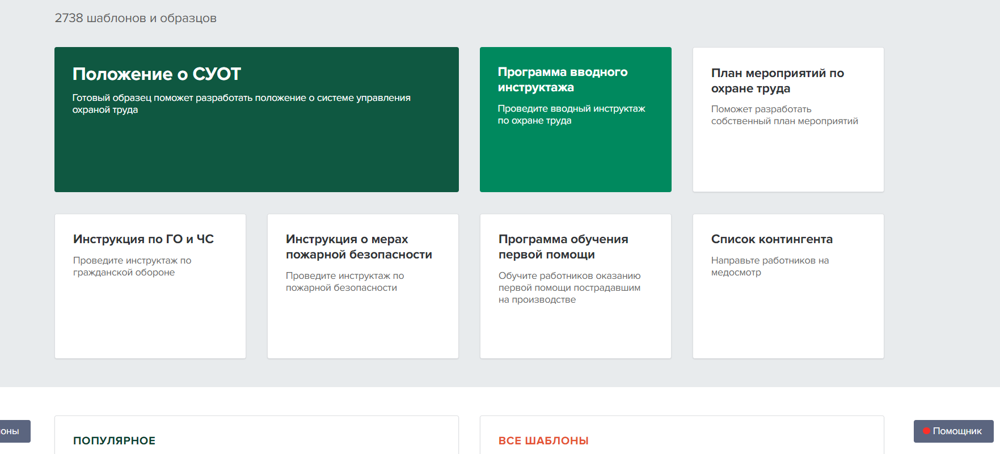 2738 шаблонов и образцов
Положение о СУОТ
Готовый образец поможет разработать положение о системе управления
охраной труда
Программа вводного
инструктажа
Проведите вводный инструктаж
по охране труда
План мероприятий по
охране труда
Поможет разработать
собственный план мероприятий
Инструкция по ГО и ЧС
Проведите инструктаж по
гражданской обороне
Инструкция о мерах
пожарной безопасности
Проведите инструктаж по
пожарной безопасности
Программа обучения
первой помощи
Обучите работников оказанию
первой помощи пострадавшим
на производстве
Список контингента
Направьте работников на
медосмотр
оны
ПОПУЛЯРНОЕ
ВСЕ ШАБЛОНЫ
Помощник